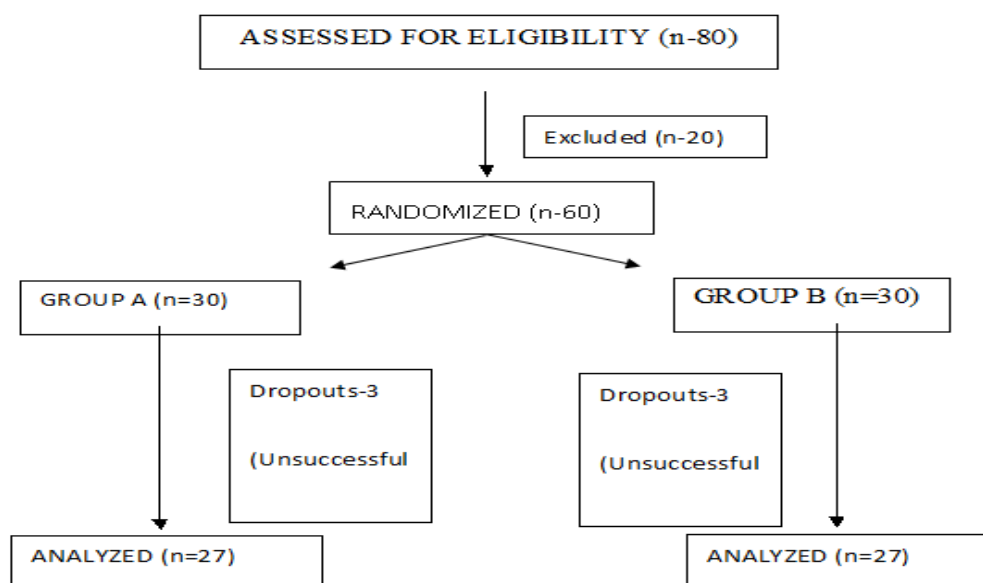 ASSESSED FOR ELIGIBILITY (n-80)
Excluded (n-20)
RANDOMIZED (n-60)
GROUP A (n=30)
GROUP B (n=30)
Dropouts-3
(Unsuccessful
Dropouts-3
(Unsuccessful
ANALYZED (n=27)
ANALYZED (n=27)